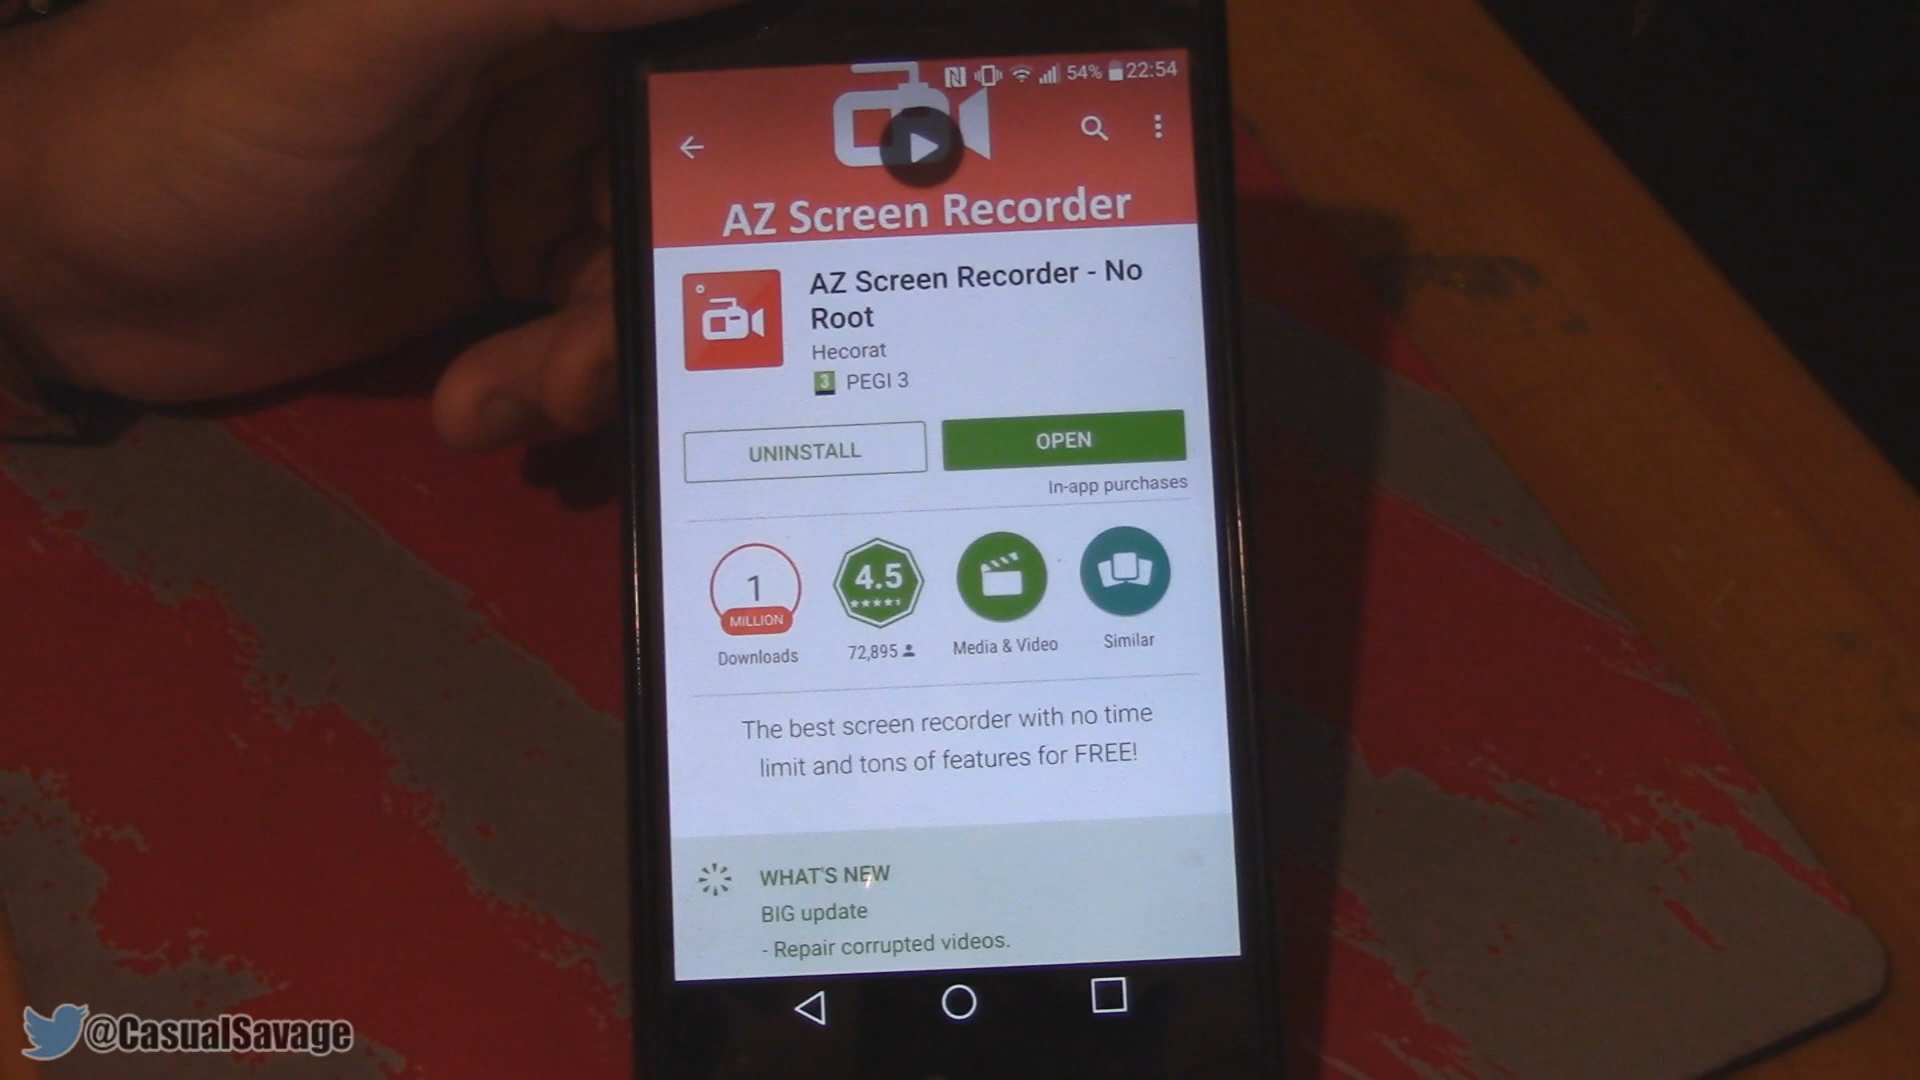 54% 22:54
AZ Screen Recorder
AZ Screen Recorder - No
Root
Hecorat
3 PEGI 3
UNINSTALL
OPEN
In-app purchases
1
MILLION
Downloads
4.5
72,895
Media & Video
Similar
The best screen recorder with no time
limit and tons of features for FREE!
WHAT'S NEW
BIG update
- Repair corrupted videos.
@CasualSavage